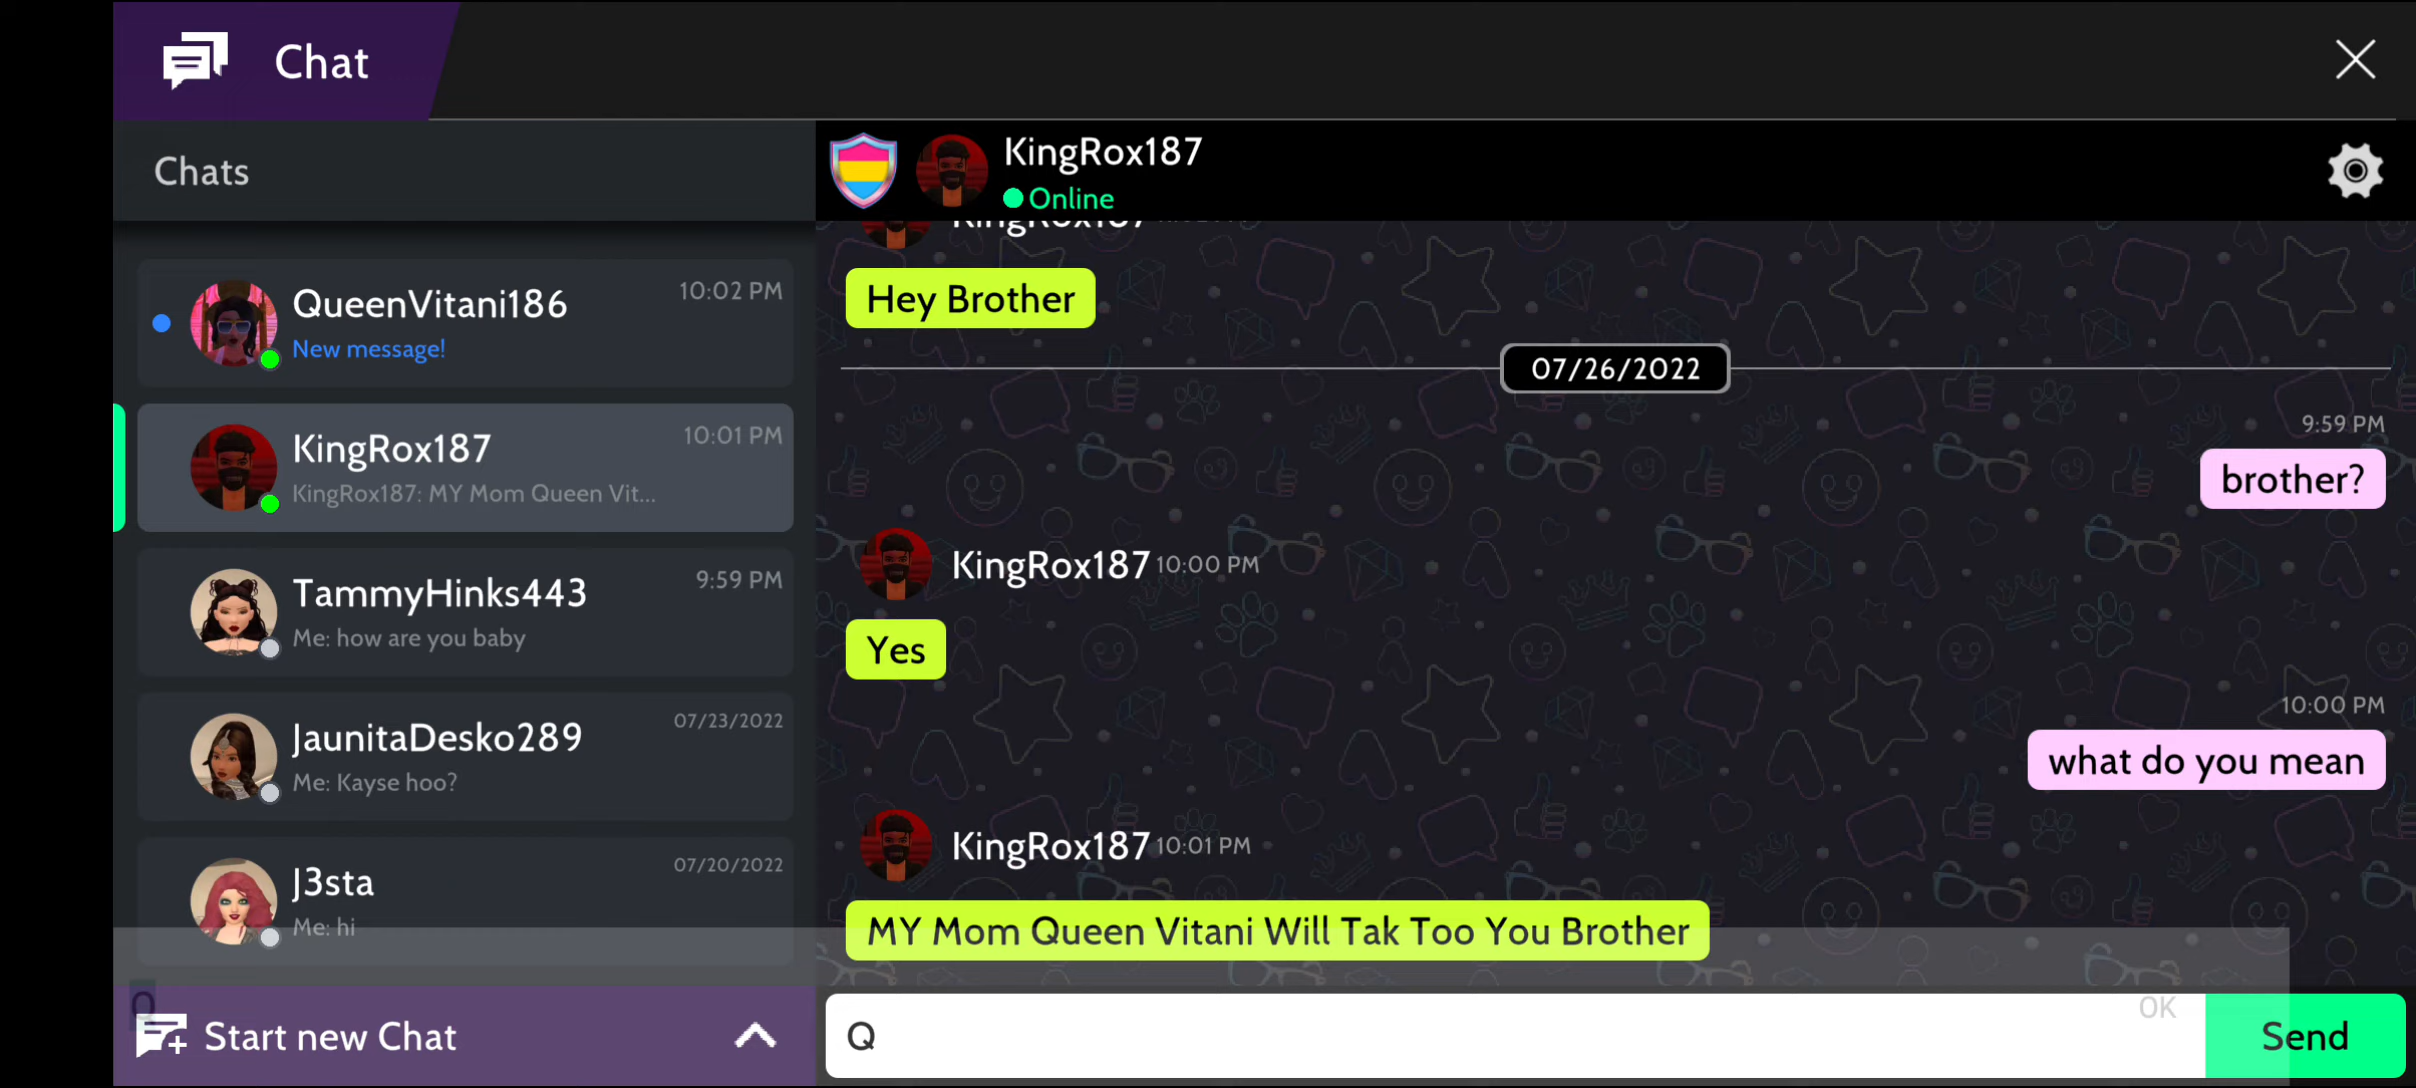 Chat
Chats
QueenVitani186
10:02 PM
New message!
KingRox187
10:01 PM
KingRox187: MY Mom Queen Vit...
TammyHinks443
9:59 PM
Me: how are you baby
JaunitaDesko289
07/23/2022
Me: Kayse hoo?
J3sta
07/20/2022
Me: hi
Q
Start new Chat
KingRox187
Online
KingRox187
Hey Brother
07/26/2022
9:59 PM
brother?
KingRox187 10:00 PM
Yes
10:00 PM
what do you mean
KingRox187 10:01 PM
MY Mom Queen Vitani Will Tak Too You Brother
Q
OK
Send